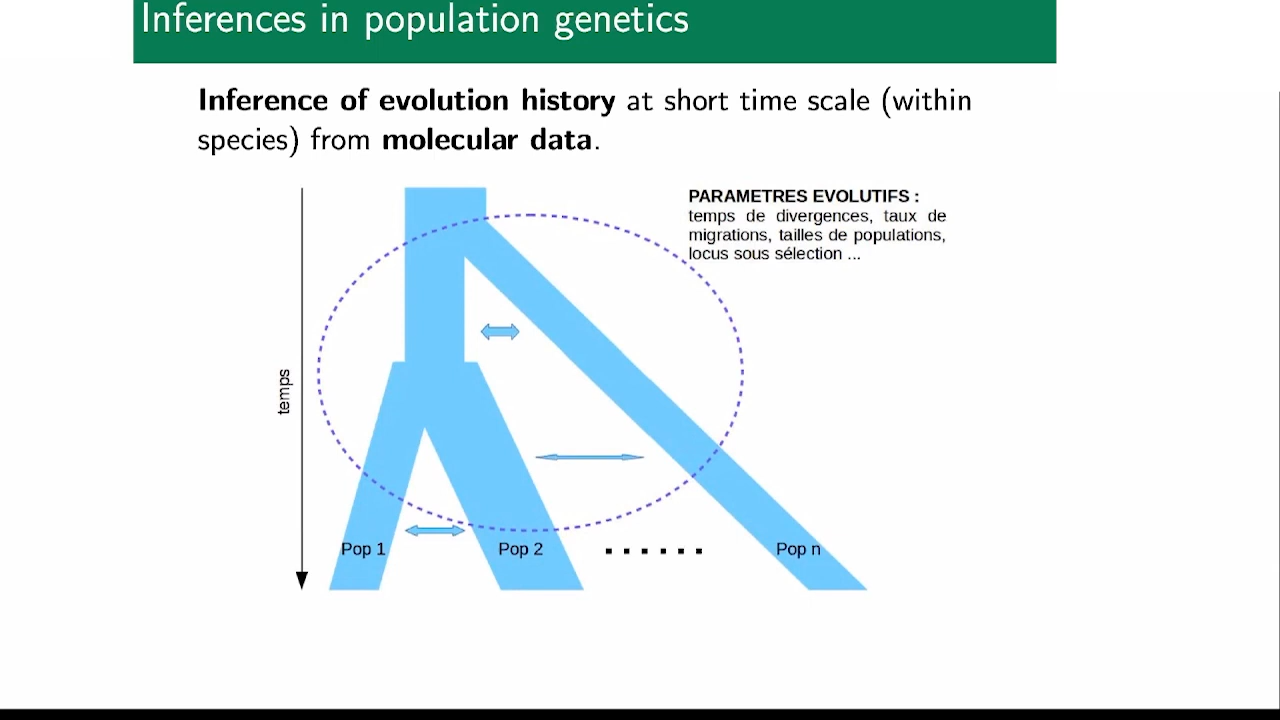 Inferences in population genetics
Inference of evolution history at short time scale (within
species) from molecular data.
PARAMETRES EVOLUTIFS :
temps de divergences, taux de
migrations, tailles de populations,
locus sous sélection ...
temps
Pop 1
Pop 2
Pop n